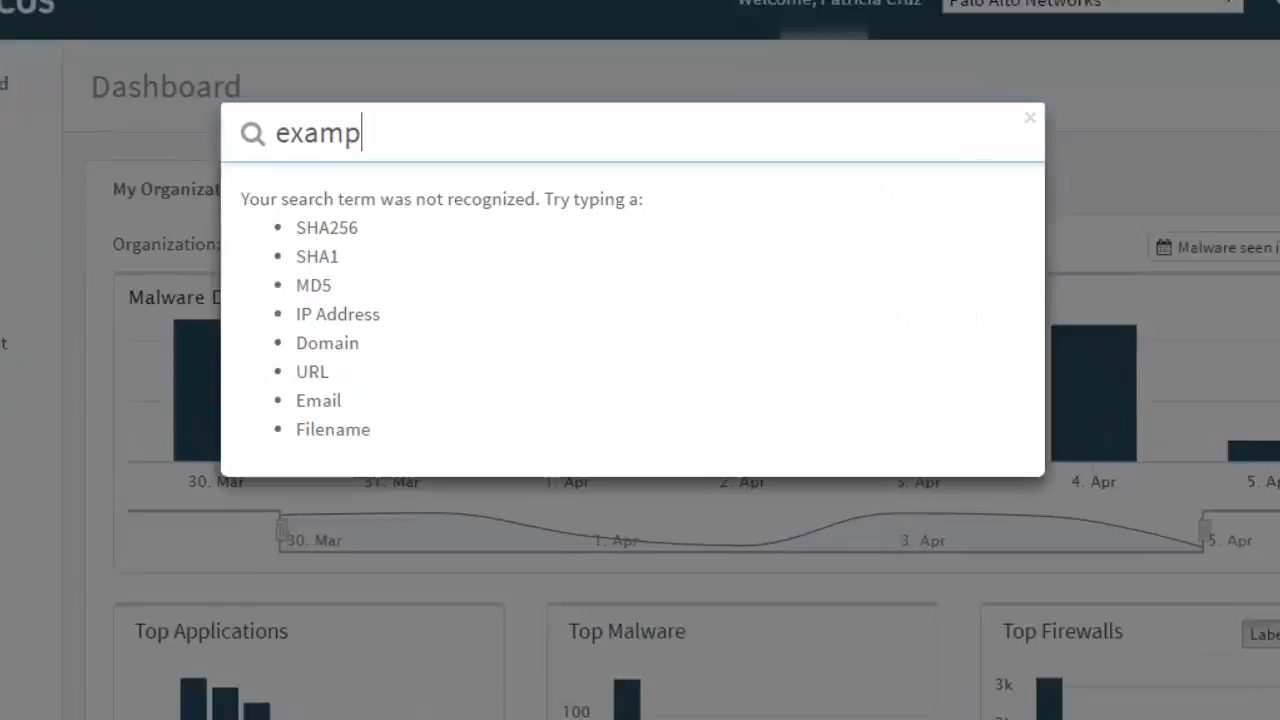 cus
Welcome, Patricia Cruz
Palo Alto Networks
d
Dashboard
examp
×
Your search term was not recognized. Try typing a:
• SHA256
• SHA1
• MD5
• IP Address
• Domain
• URL
• Email
• Filename
My Organizat
Organization:
Malware seen i
Malware D
t
30. Mar
31. Mar
1. Apr
2. Apr
3. Apr
4. Apr
5. Ap
30. Mar
1. Apr
3. Apr
5. Apr
Top Applications
Top Malware
Top Firewalls
Labe
3k
100